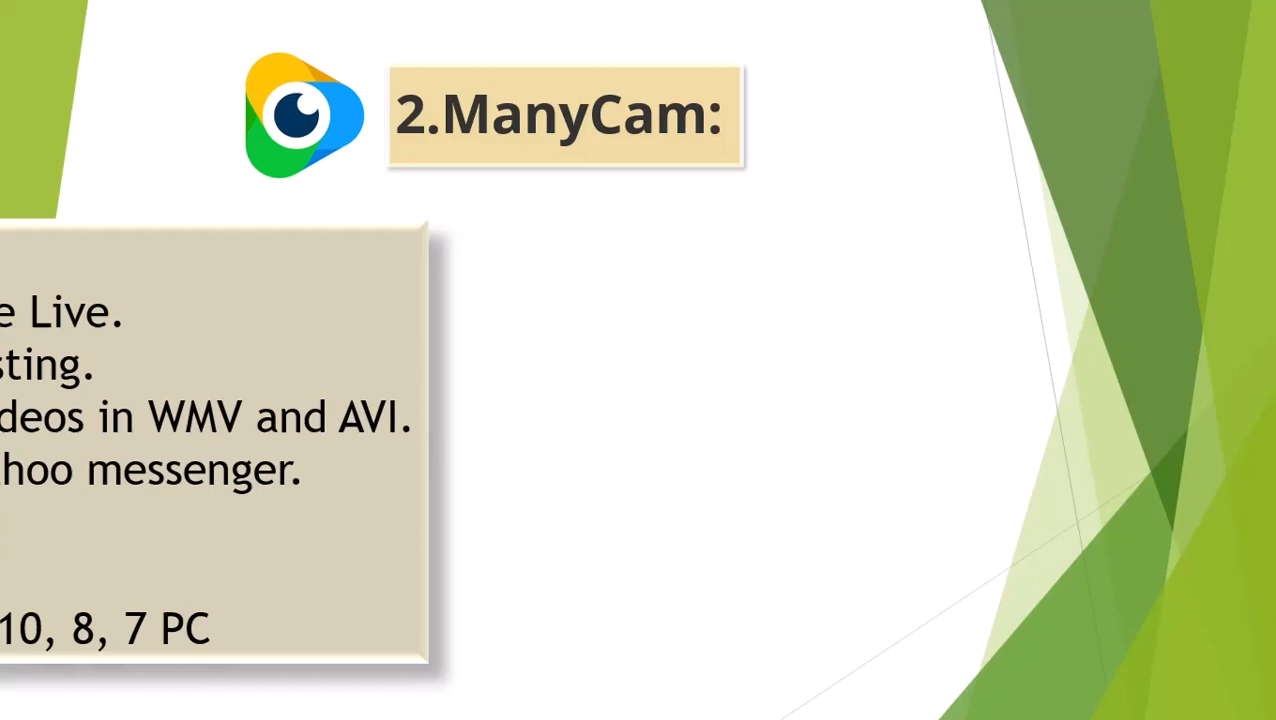 2.ManyCam:
e Live.
sting.
deos in WMV and AVI.
hoo messenger.
10, 8, 7 PC